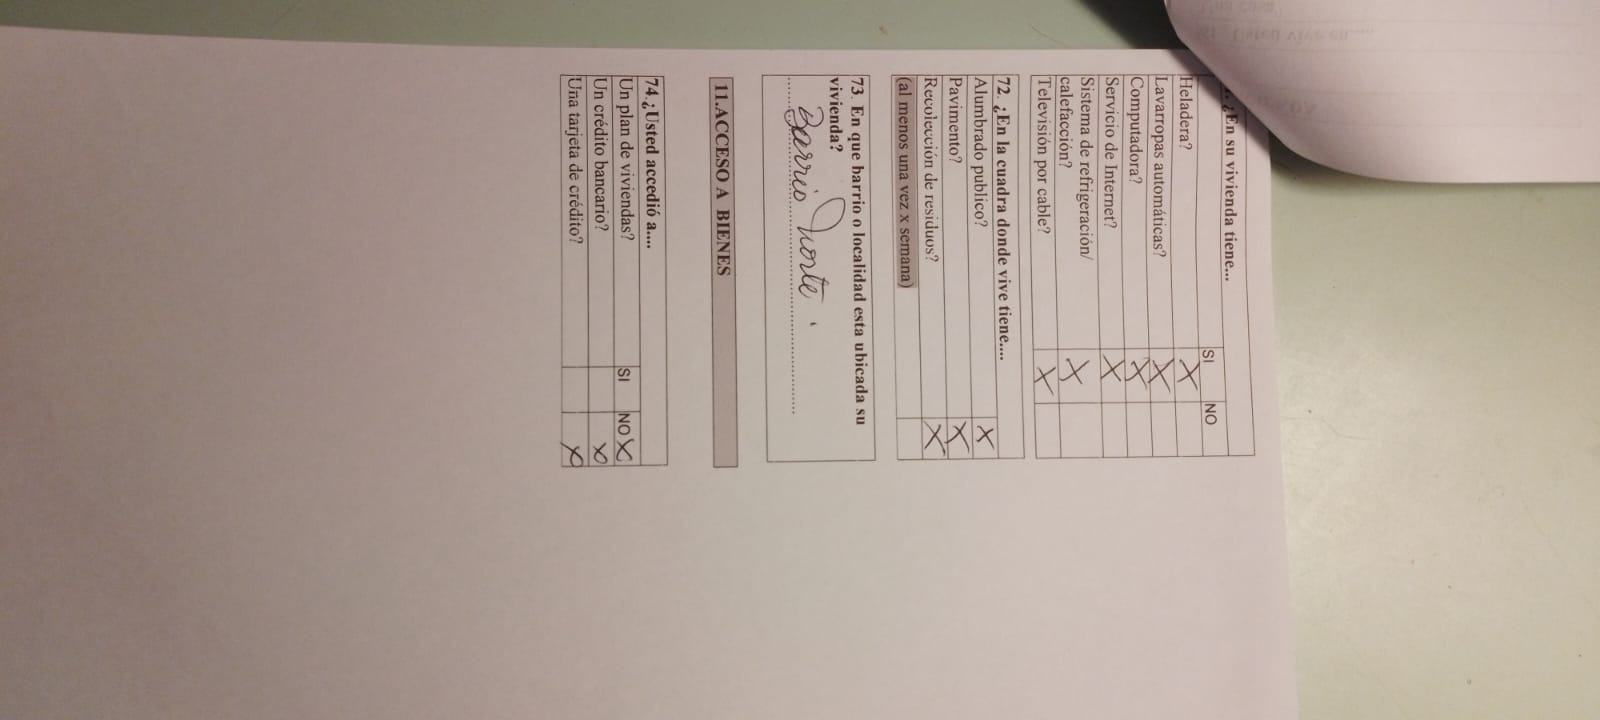 ¿En su vivienda tiene...
SI NO
Heladera? X
Lavarropas automáticas? X
Computadora? X
Servicio de Internet? X
Sistema de refrigeración/
calefacción? X
Televisión por cable? X
72. ¿En la cuadra donde vive tiene....
Alumbrado publico? X
Pavimento? X
Recolección de residuos? X
(al menos una vez x semana)
73. En que barrio o localidad esta ubicada su
vivienda?
Barrio Norte .
11.ACCESO A BIENES
74.¿Usted accedió a....
Un plan de viviendas? SI NO X
Un crédito bancario? X
Una tarjeta de crédito? X